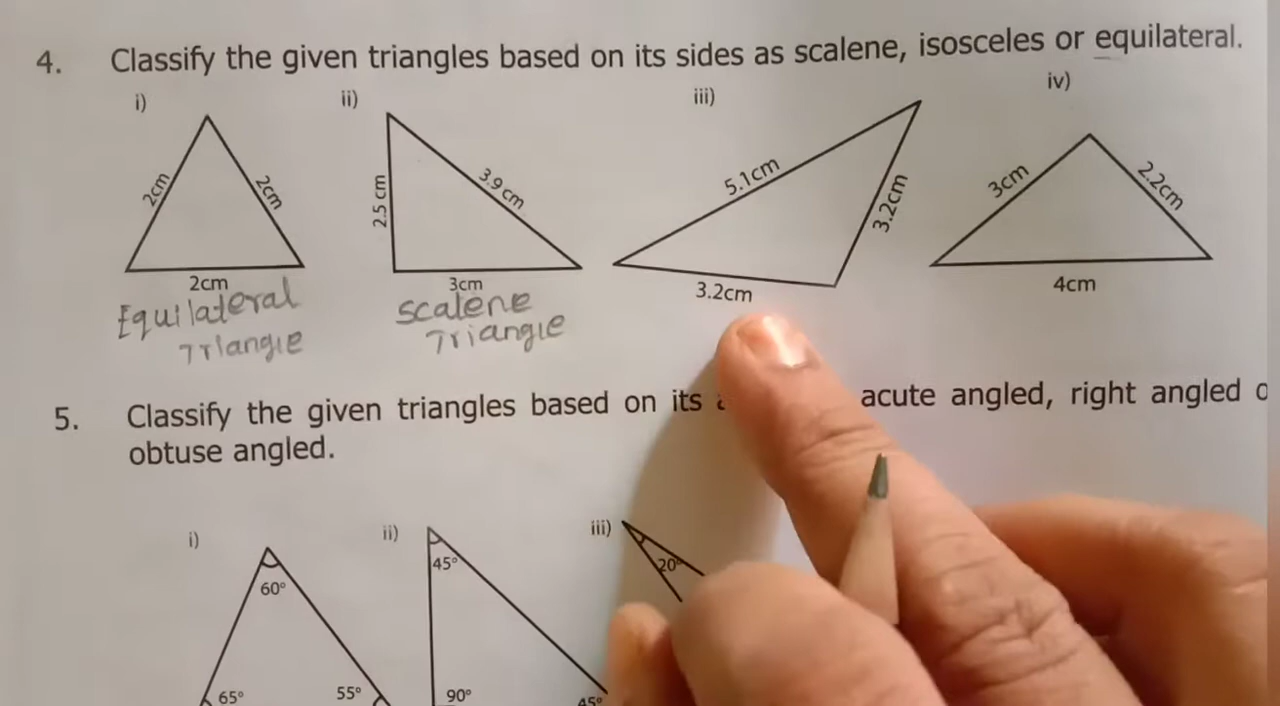 4. Classify the given triangles based on its sides as scalene, isosceles or equilateral.
i) ii) iii) iv)
2cm 2cm 2.5 cm 3.9 cm 5.1cm 3.2cm 3cm 2.2cm
2cm 3cm 3.2cm 4cm
Equilateral Triangle
Scalene Triangle
5. Classify the given triangles based on its acute angled, right angled
obtuse angled.
i) ii) iii)
60° 45° 20°
65° 55° 90° 45°